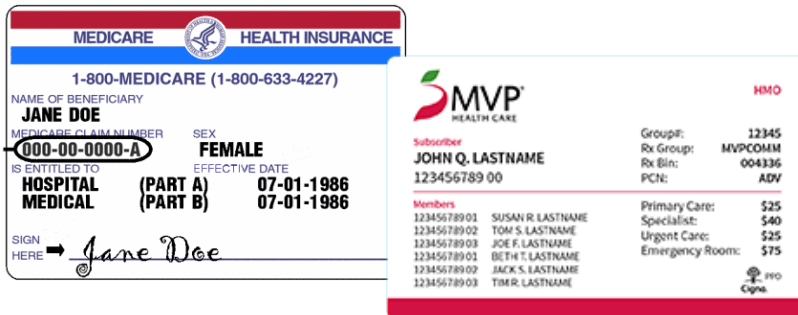 MEDICARE HEALTH INSURANCE
1-800-MEDICARE (1-800-633-4227)
NAME OF BENEFICIARY
JANE DOE
MEDICARE CLAIM NUMBER SEX
000-00-0000-A FEMALE
IS ENTITLED TO EFFECTIVE DATE
HOSPITAL (PART A) 07-01-1986
MEDICAL (PART B) 07-01-1986
SIGN
HERE Jane Doe
MVP
HEALTH CARE
HMO
Subscriber
JOHN Q. LASTNAME
123456789 00
Group#: 12345
Rx Group: MVPCOMM
Rx Bin: 004336
PCN: ADV
Members
123456789 01 SUSAN R. LASTNAME
123456789 02 TOM S. LASTNAME
123456789 03 JOE F. LASTNAME
123456789 01 BETH T. LASTNAME
123456789 02 JACK S. LASTNAME
123456789 03 TIM R. LASTNAME
Primary Care: $25
Specialist: $40
Urgent Care: $25
Emergency Room: $75
PPO
Cigna.